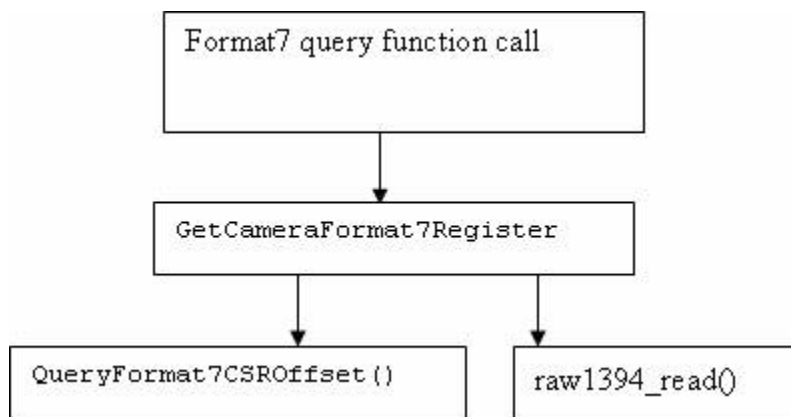 Format7 query function call
GetCameraFormat7Register
QueryFormat7CSROffset()
raw1394_read()